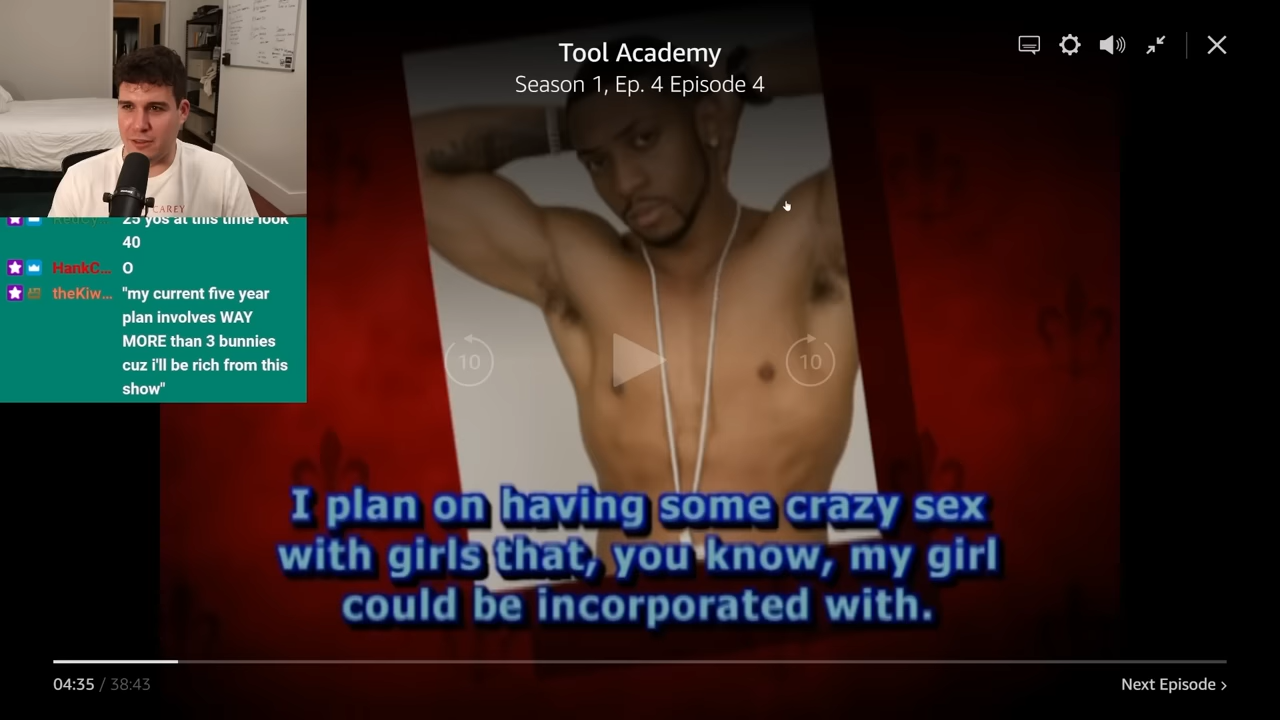 Tool Academy
Season 1, Ep. 4 Episode 4
CAREY
25 yos at this time look
40
HankC... O
theKiw... "my current five year
plan involves WAY
MORE than 3 bunnies
cuz i'll be rich from this
show"
10
10
I plan on having some crazy sex
with girls that, you know, my girl
could be incorporated with.
04:35 / 38:43
Next Episode >